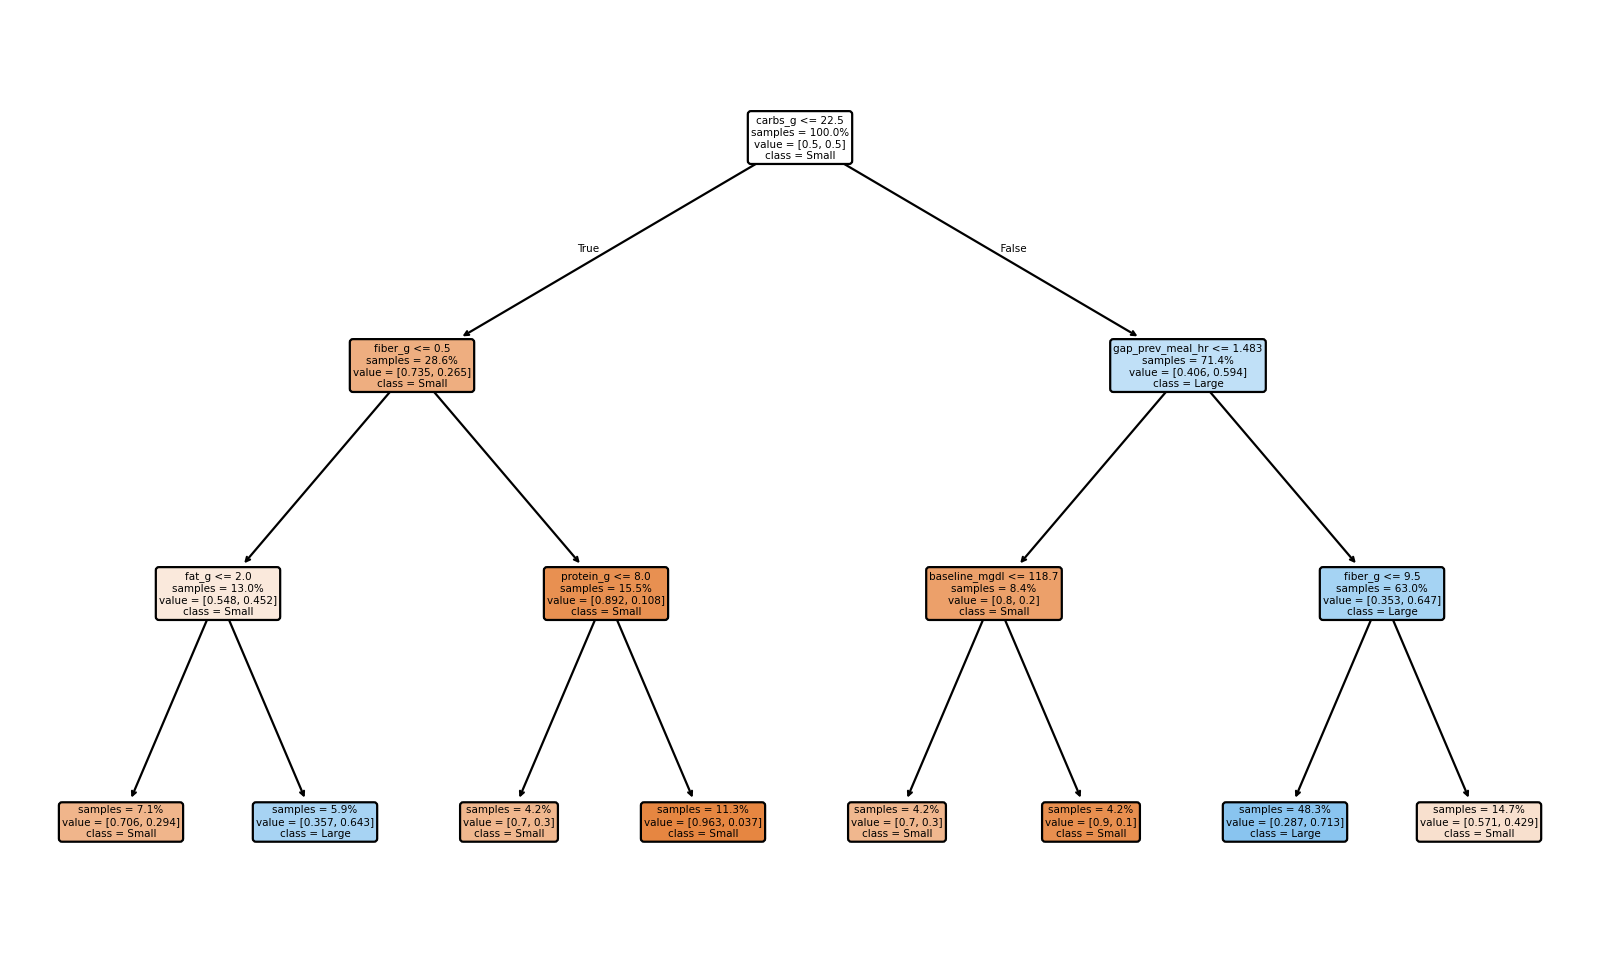 carbs_g <= 22.5
samples = 100.0%
value = [0.5, 0.5]
class = Small
True
False
fiber_g <= 0.5
samples = 28.6%
value = [0.735, 0.265]
class = Small
gap_prev_meal_hr <= 1.483
samples = 71.4%
value = [0.406, 0.594]
class = Large
fat_g <= 2.0
samples = 13.0%
value = [0.548, 0.452]
class = Small
protein_g <= 8.0
samples = 15.5%
value = [0.892, 0.108]
class = Small
baseline_mgdl <= 118.7
samples = 8.4%
value = [0.8, 0.2]
class = Small
fiber_g <= 9.5
samples = 63.0%
value = [0.353, 0.647]
class = Large
samples = 7.1%
value = [0.706, 0.294]
class = Small
samples = 5.9%
value = [0.357, 0.643]
class = Large
samples = 4.2%
value = [0.7, 0.3]
class = Small
samples = 11.3%
value = [0.963, 0.037]
class = Small
samples = 4.2%
value = [0.7, 0.3]
class = Small
samples = 4.2%
value = [0.9, 0.1]
class = Small
samples = 48.3%
value = [0.287, 0.713]
class = Large
samples = 14.7%
value = [0.571, 0.429]
class = Small